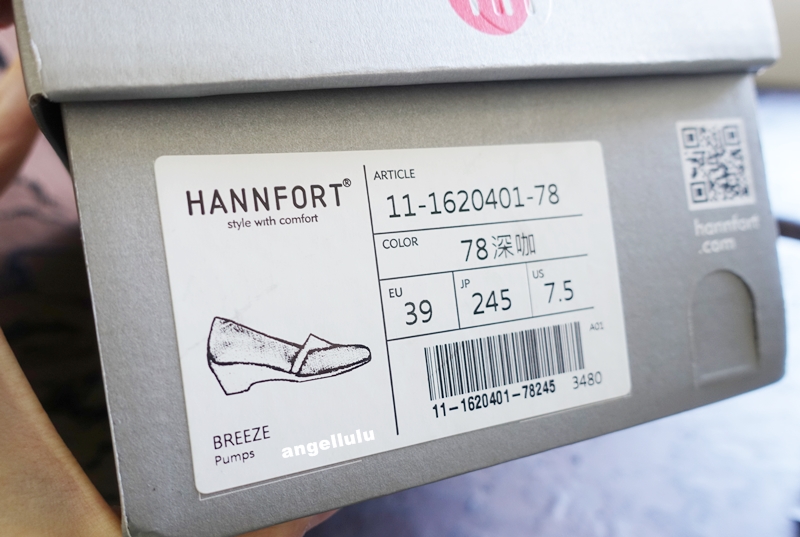 HANNFORT®
style with comfort
ARTICLE
11-1620401-78
COLOR
78深咖
EU
39
JP
245
US
7.5
A01
11-1620401-78245
3480
BREEZE
Pumps
angellulu
hannfort
.com